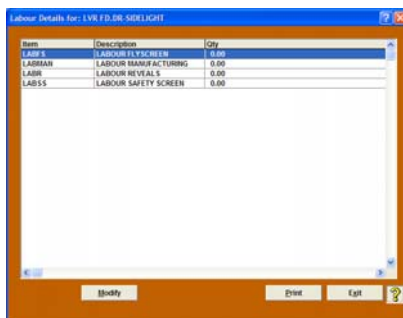 Labour Details for: LVR FD.DR-SIDELIGHT
Item Description Qty
LABFS LABOUR FLYSCREEN 0.00
LABMAN LABOUR MANUFACTURING 0.00
LABR LABOUR REVEALS 0.00
LABSS LABOUR SAFETY SCREEN 0.00
Modify Print Exit ?